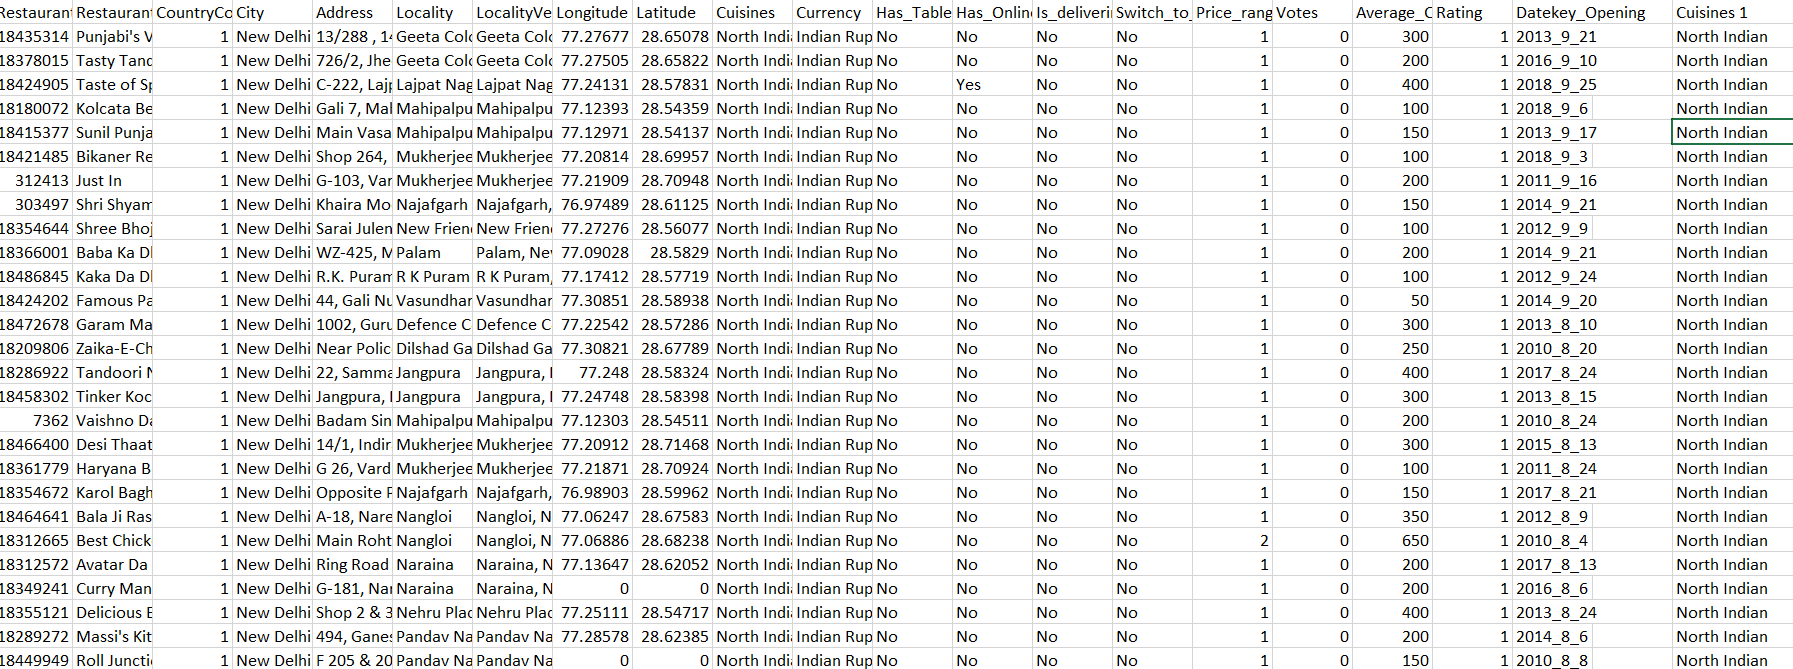 Restaurant Restaurant CountryCo City Address Locality LocalityVe Longitude Latitude Cuisines Currency Has_Table Has_Onlin Is_deliveri Switch_to_ Price_rang Votes Average_C Rating Datekey_Opening Cuisines 1
18435314 Punjabi's V 1 New Delhi 13/288 , 14 Geeta Colo Geeta Colo 77.27677 28.65078 North Indi Indian Rup No No No No 1 0 300 1 2013_9_21 North Indian
18378015 Tasty Tand 1 New Delhi 726/2, Jhe Geeta Colo Geeta Colo 77.27505 28.65822 North Indi Indian Rup No No No No 1 0 200 1 2016_9_10 North Indian
18424905 Taste of Sp 1 New Delhi C-222, Lajp Lajpat Nag Lajpat Nag 77.24131 28.57831 North Indi Indian Rup No Yes No No 1 0 400 1 2018_9_25 North Indian
18180072 Kolcata Be 1 New Delhi Gali 7, Mah Mahipalpu Mahipalpu 77.12393 28.54359 North Indi Indian Rup No No No No 1 0 100 1 2018_9_6 North Indian
18415377 Sunil Punja 1 New Delhi Main Vasa Mahipalpu Mahipalpu 77.12971 28.54137 North Indi Indian Rup No No No No 1 0 150 1 2013_9_17 North Indian
18421485 Bikaner Re 1 New Delhi Shop 264, Mukherjee Mukherjee 77.20814 28.69957 North Indi Indian Rup No No No No 1 0 100 1 2018_9_3 North Indian
312413 Just In 1 New Delhi G-103, Var Mukherjee Mukherjee 77.21909 28.70948 North Indi Indian Rup No No No No 1 0 200 1 2011_9_16 North Indian
303497 Shri Shyam 1 New Delhi Khaira Mo Najafgarh Najafgarh, 76.97489 28.61125 North Indi Indian Rup No No No No 1 0 150 1 2014_9_21 North Indian
18354644 Shree Bhoj 1 New Delhi Sarai Julen New Frien New Frien 77.27276 28.56077 North Indi Indian Rup No No No No 1 0 100 1 2012_9_9 North Indian
18366001 Baba Ka D 1 New Delhi WZ-425, M Palam Palam, Ne 77.09028 28.5829 North Indi Indian Rup No No No No 1 0 200 1 2014_9_21 North Indian
18486845 Kaka Da D 1 New Delhi R.K. Puram R K Puram R K Puram, 77.17412 28.57719 North Indi Indian Rup No No No No 1 0 100 1 2012_9_24 North Indian
18424202 Famous Pa 1 New Delhi 44, Gali Nu Vasundhar Vasundhar 77.30851 28.58938 North Indi Indian Rup No No No No 1 0 50 1 2014_9_20 North Indian
18472678 Garam Ma 1 New Delhi 1002, Guru Defence C Defence C 77.22542 28.57286 North Indi Indian Rup No No No No 1 0 300 1 2013_8_10 North Indian
18209806 Zaika-E-Ch 1 New Delhi Near Polic Dilshad Ga Dilshad Ga 77.30821 28.67789 North Indi Indian Rup No No No No 1 0 250 1 2010_8_20 North Indian
18286922 Tandoori N 1 New Delhi 22, Samma Jangpura Jangpura, 77.248 28.58324 North Indi Indian Rup No No No No 1 0 400 1 2017_8_24 North Indian
18458302 Tinker Koc 1 New Delhi Jangpura, Jangpura Jangpura, 77.24748 28.58398 North Indi Indian Rup No No No No 1 0 300 1 2013_8_15 North Indian
7362 Vaishno Da 1 New Delhi Badam Sin Mahipalpu Mahipalpu 77.12303 28.54511 North Indi Indian Rup No No No No 1 0 200 1 2010_8_24 North Indian
18466400 Desi Thaat 1 New Delhi 14/1, Indir Mukherjee Mukherjee 77.20912 28.71468 North Indi Indian Rup No No No No 1 0 300 1 2015_8_13 North Indian
18361779 Haryana B 1 New Delhi G 26, Vard Mukherjee Mukherjee 77.21871 28.70924 North Indi Indian Rup No No No No 1 0 100 1 2011_8_24 North Indian
18354672 Karol Bagh 1 New Delhi Opposite P Najafgarh Najafgarh, 76.98903 28.59962 North Indi Indian Rup No No No No 1 0 150 1 2017_8_21 North Indian
18464641 Bala Ji Ras 1 New Delhi A-18, Nare Nangloi Nangloi, N 77.06247 28.67583 North Indi Indian Rup No No No No 1 0 350 1 2012_8_9 North Indian
18312665 Best Chick 1 New Delhi Main Roht Nangloi Nangloi, N 77.06886 28.68238 North Indi Indian Rup No No No No 2 0 650 1 2010_8_4 North Indian
18312572 Avatar Da 1 New Delhi Ring Road Naraina Naraina, N 77.13647 28.62052 North Indi Indian Rup No No No No 1 0 200 1 2017_8_13 North Indian
18349241 Curry Man 1 New Delhi G-181, Nar Naraina Naraina, N 0 0 North Indi Indian Rup No No No No 1 0 200 1 2016_8_6 North Indian
18355121 Delicious E 1 New Delhi Shop 2 & 3 Nehru Plac Nehru Plac 77.25111 28.54717 North Indi Indian Rup No No No No 1 0 400 1 2013_8_24 North Indian
18289272 Massi's Kit 1 New Delhi 494, Ganes Pandav Na Pandav Na 77.28578 28.62385 North Indi Indian Rup No No No No 1 0 200 1 2014_8_6 North Indian
18449949 Roll Juncti 1 New Delhi F 205 & 20 Pandav Na Pandav Na 0 0 North Indi Indian Rup No No No No 1 0 150 1 2010_8_8 North Indian